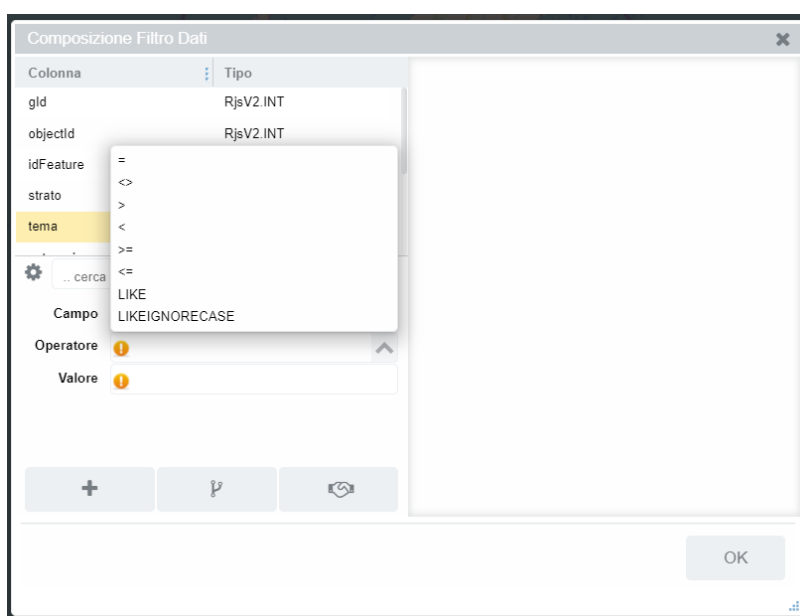 Composizione Filtro Dati
Colonna Tipo
gId RjsV2.INT
objectId RjsV2.INT
idFeature
strato
tema
=
<>
>
<
>=
<=
LIKE
LIKEIGNORECASE
.. cerca
Campo
Operatore
Valore
OK